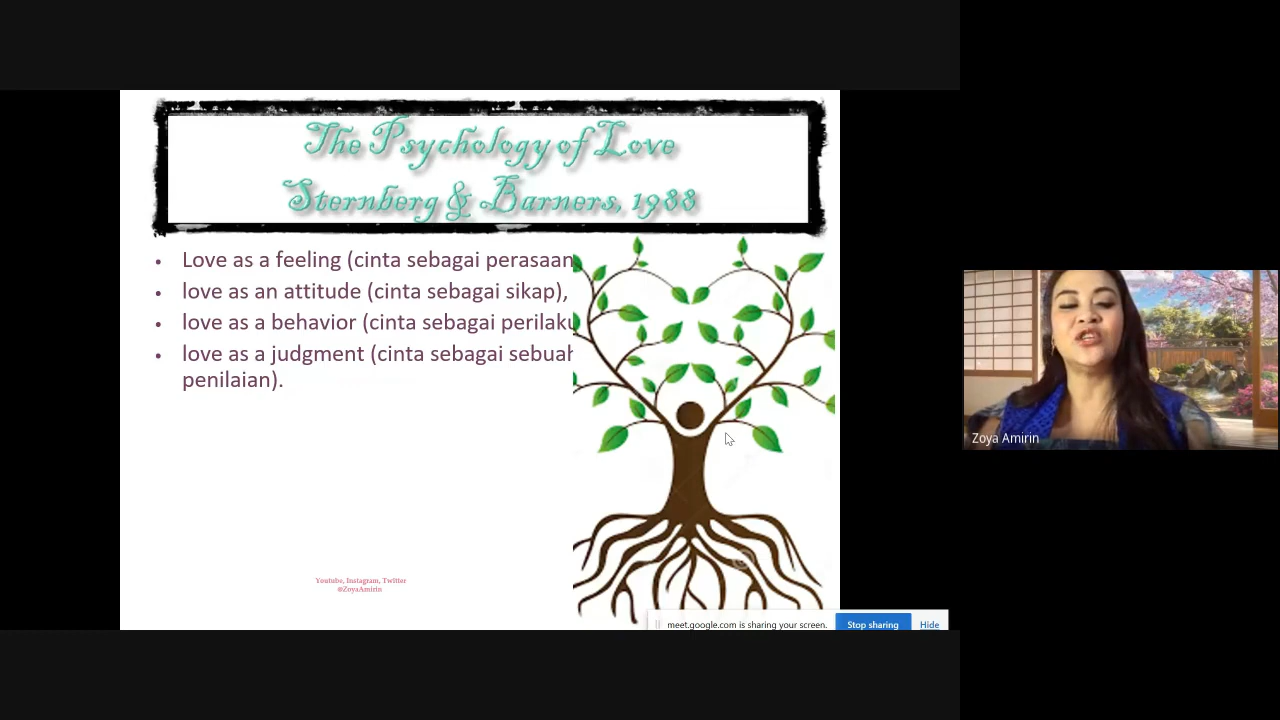 The Psychology of Love
Sternberg & Barners, 1988
• Love as a feeling (cinta sebagai perasaan
• love as an attitude (cinta sebagai sikap),
• love as a behavior (cinta sebagai perilaku
• love as a judgment (cinta sebagai sebuah
penilaian).
Youtube, Instagram, Twitter
@ZoyaAmirin
Zoya Amirin
meet.google.com is sharing your screen. Stop sharing Hide